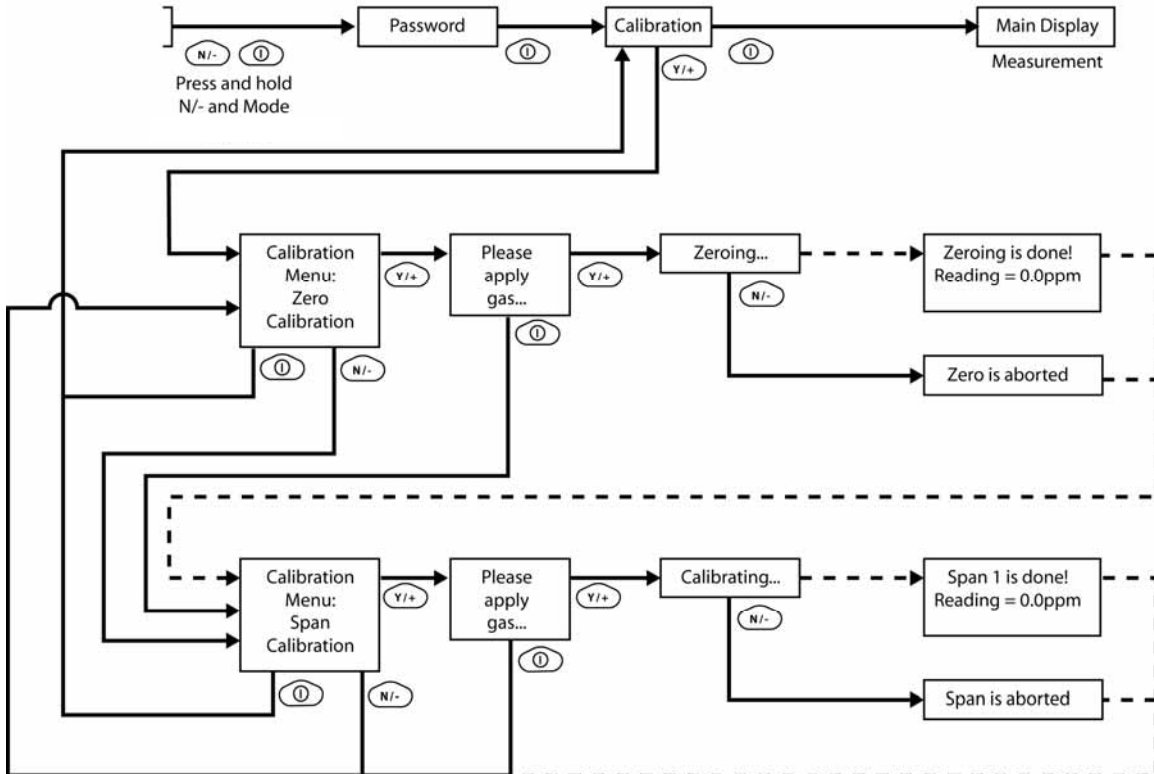 Password
Calibration
Main Display
N/-
Y/+
Press and hold
N/- and Mode
Measurement
Calibration
Menu:
Zero
Calibration
Y/+
Please
apply
gas...
Y/+
Zeroing...
N/-
Zeroing is done!
Reading = 0.0ppm
N/-
Zero is aborted
Calibration
Menu:
Span
Calibration
Y/+
Please
apply
gas...
Y/+
Calibrating...
N/-
Span 1 is done!
Reading = 0.0ppm
N/-
Span is aborted